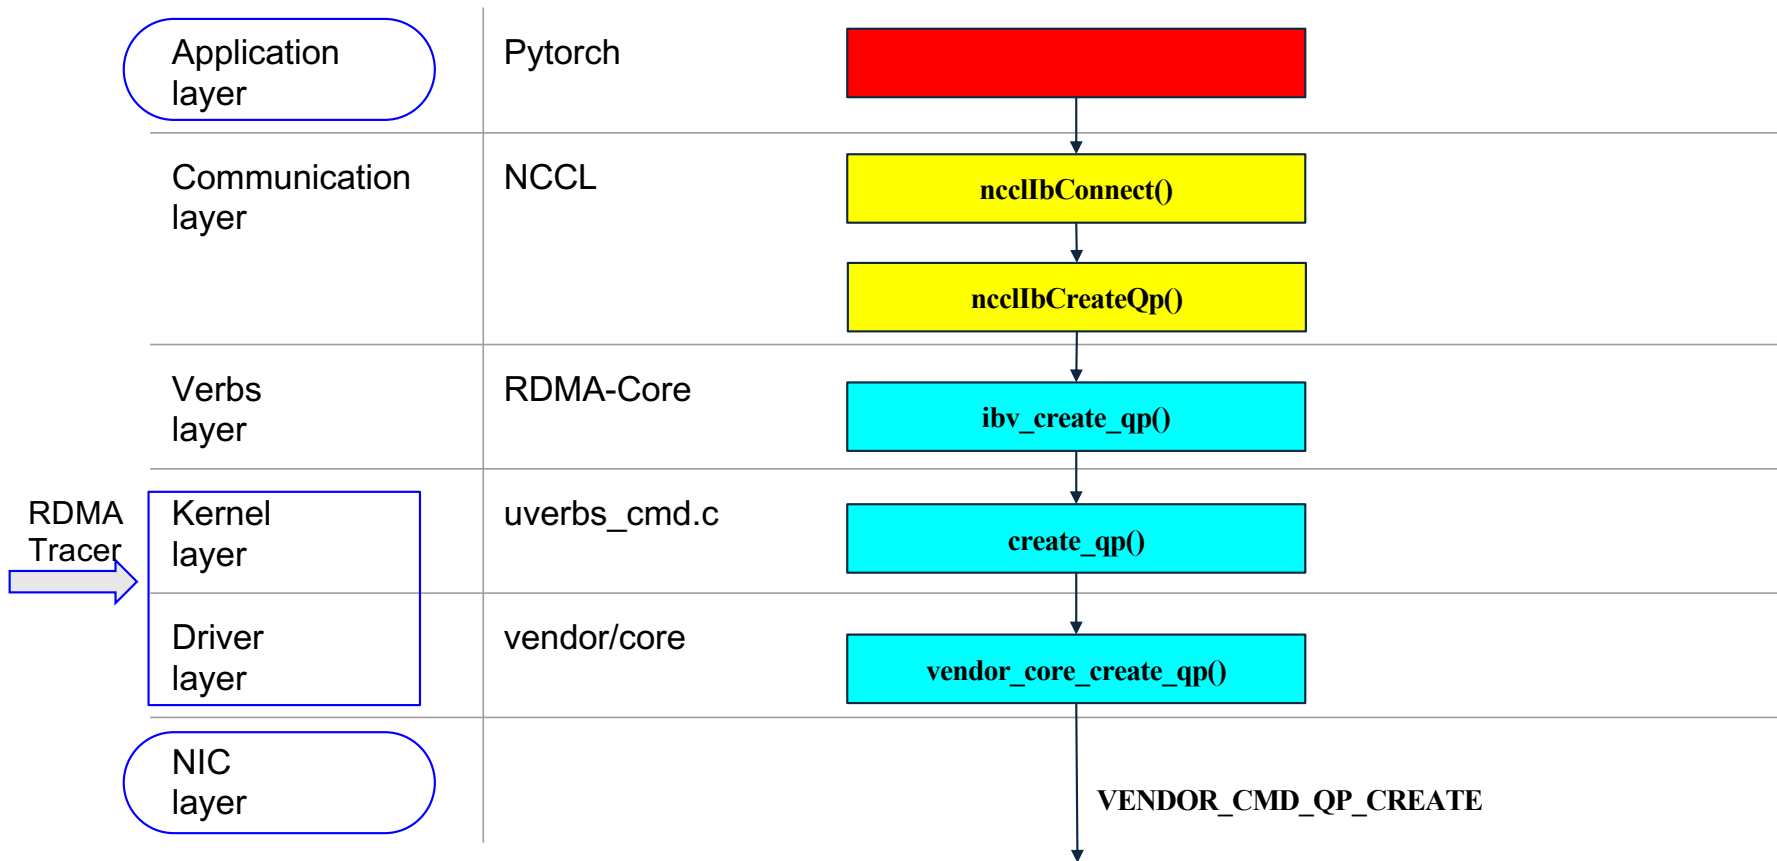 Application
layer
Pytorch
Communication
layer
NCCL
ncclIbConnect()
ncclIbCreateQp()
Verbs
layer
RDMA-Core
ibv_create_qp()
RDMA
Tracer
Kernel
layer
uverbs_cmd.c
create_qp()
Driver
layer
vendor/core
vendor_core_create_qp()
NIC
layer
VENDOR_CMD_QP_CREATE